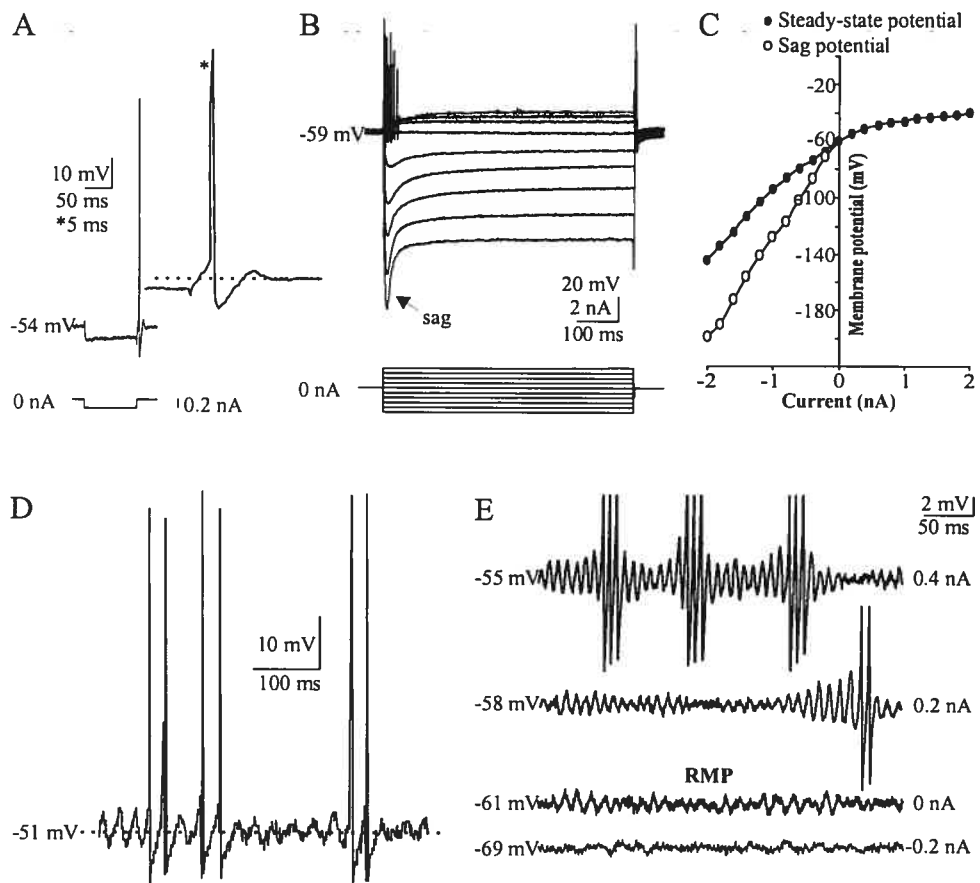 A
10 mV
50 ms
*5 ms
*
-54 mV
0 nA
0.2 nA
B
-59 mV
sag
20 mV
2 nA
100 ms
0 nA
C
Steady-state potential
Sag potential
-20
-60
-100
-140
-180
Membrane potential (mV)
-2
-1
0
1
2
Current (nA)
D
10 mV
100 ms
-51 mV
E
2 mV
50 ms
-55 mV
0.4 nA
-58 mV
0.2 nA
RMP
-61 mV
0 nA
-69 mV
-0.2 nA